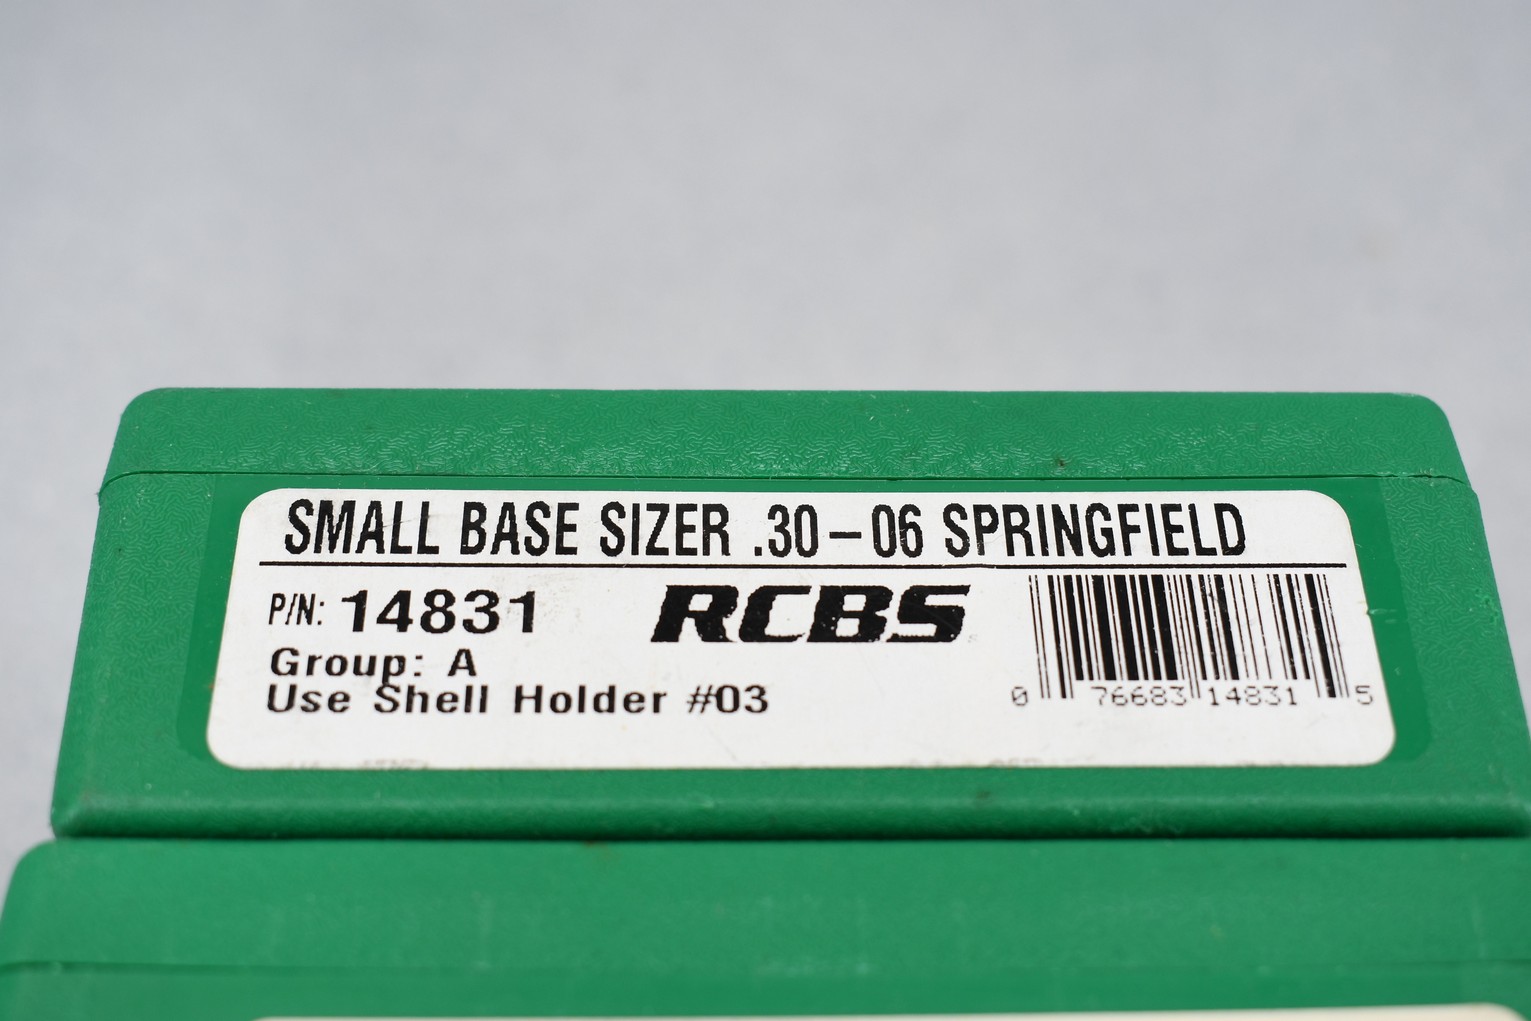 SMALL BASE SIZER .30-06 SPRINGFIELD
P/N: 14831
RCBS
Group: A
Use Shell Holder #03
0 76683 14831 5